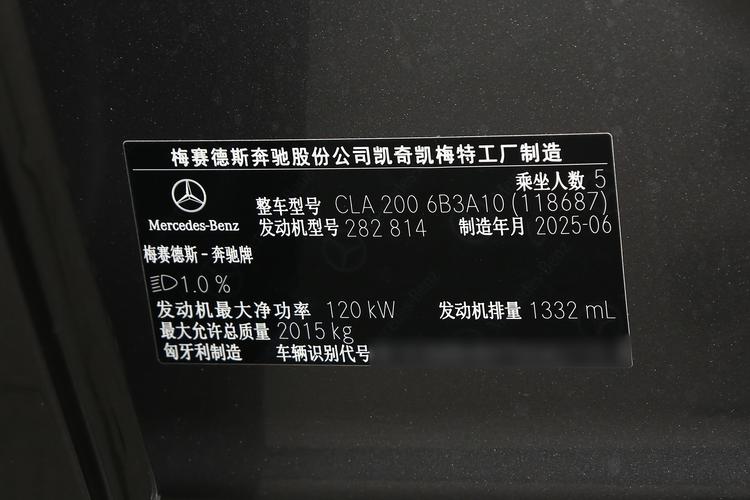 梅赛德斯奔驰股份公司凯奇凯梅特工厂制造
乘坐人数 5
整车型号 CLA 200 6B3A10 (118687)
Mercedes-Benz
发动机型号 282 814 制造年月 2025-06
梅赛德斯-奔驰牌
1.0 %
发动机最大净功率 120 kW 发动机排量 1332 mL
最大允许总质量 2015 kg
匈牙利制造 车辆识别代号